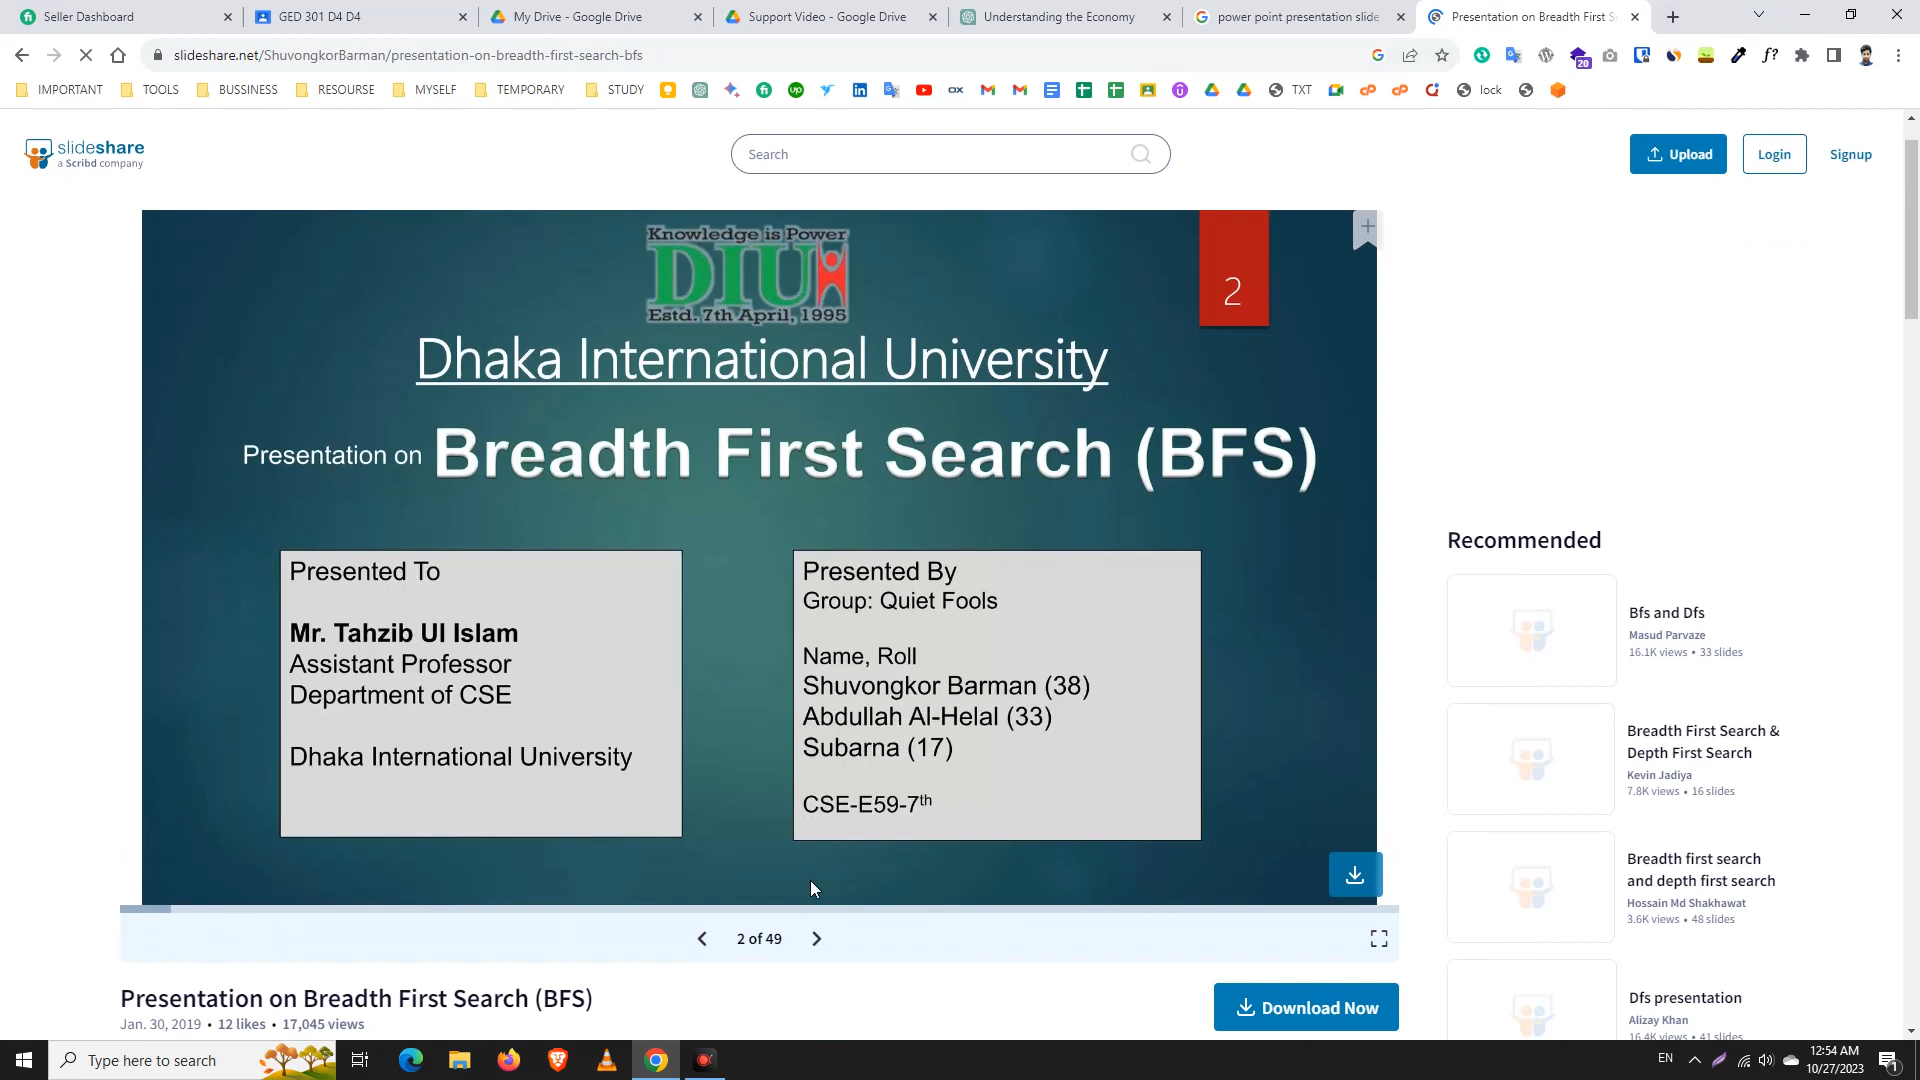 Seller Dashboard
GED 301 D4 D4
My Drive - Google Drive
Support Video - Google Drive
Understanding the Economy
power point presentation slide
Presentation on Breadth First S
slideshare.net/ShuvongkorBarman/presentation-on-breadth-first-search-bfs
20
IMPORTANT
TOOLS
BUSSINESS
RESOURSE
MYSELF
TEMPORARY
STUDY
TXT
lock
slideshare
a Scribd company
Search
Upload
Login
Signup
Knowledge is Power
DIU
Estd. 7th April, 1995
2
Dhaka International University
Presentation on Breadth First Search (BFS)
Presented To
Mr. Tahzib Ul Islam
Assistant Professor
Department of CSE
Dhaka International University
Presented By
Group: Quiet Fools
Name, Roll
Shuvongkor Barman (38)
Abdullah Al-Helal (33)
Subarna (17)
CSE-E59-7th
2 of 49
Presentation on Breadth First Search (BFS)
Jan. 30, 2019 • 12 likes • 17,045 views
Download Now
Recommended
Bfs and Dfs
Masud Parvaze
16.1K views • 33 slides
Breadth First Search &
Depth First Search
Kevin Jadiya
7.8K views • 16 slides
Breadth first search
and depth first search
Hossain Md Shakhawat
3.6K views • 48 slides
Dfs presentation
Alizay Khan
16.4K views • 41 slides
Type here to search
EN
12:54 AM
10/27/2023
1